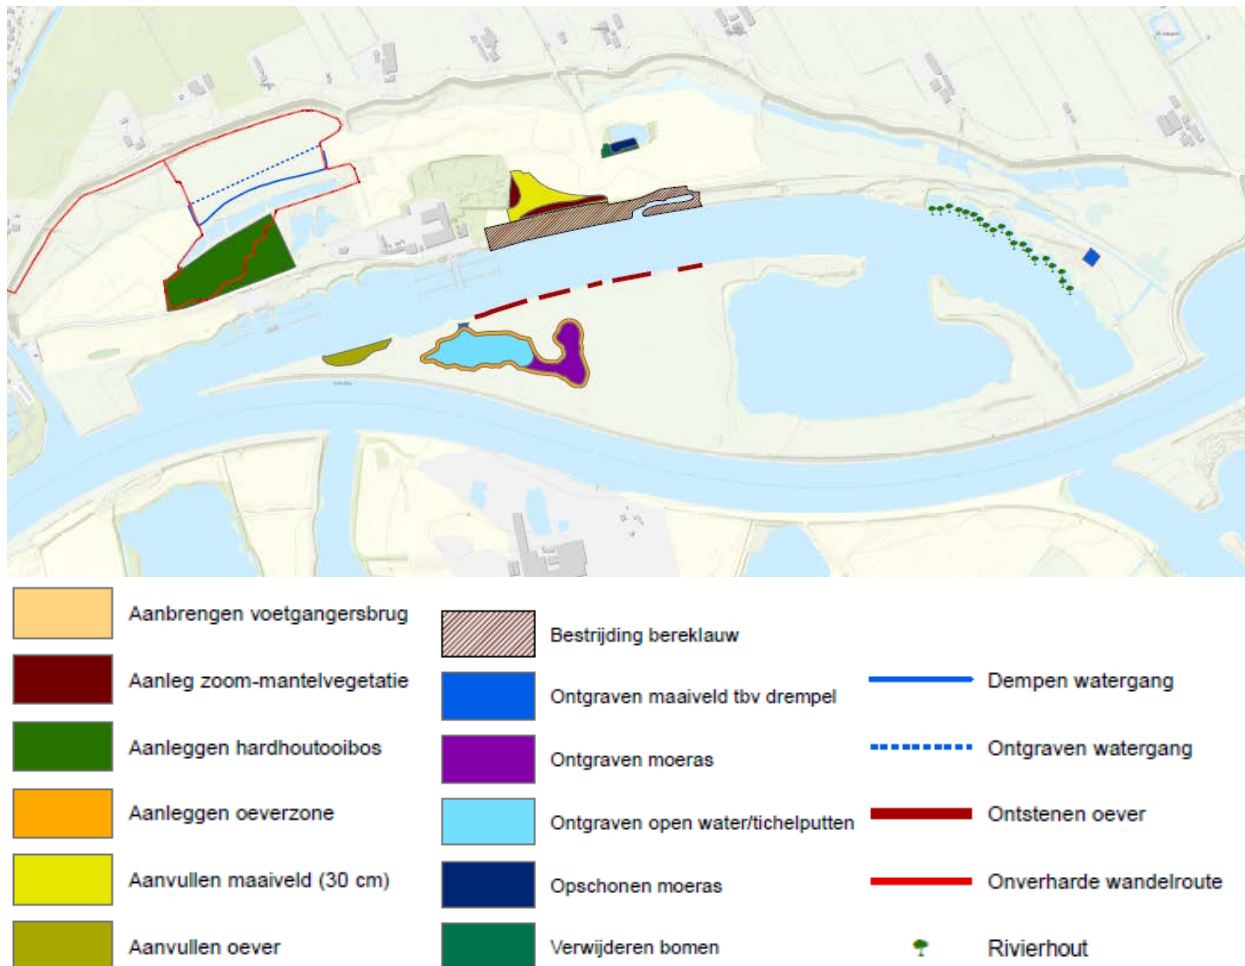 Aanbrengen voetgangersbrug
Aanleg zoom-mantelvegetatie
Aanleggen hardhoutooibos
Aanleggen oeverzone
Aanvullen maaiveld (30 cm)
Aanvullen oever
Bestrijding bereklauw
Ontgraven maaiveld tbv drempel
Ontgraven moeras
Ontgraven open water/tichelputten
Opschonen moeras
Verwijderen bomen
Dempen watergang
Ontgraven watergang
Ontstenen oever
Onverharde wandelroute
Rivierhout